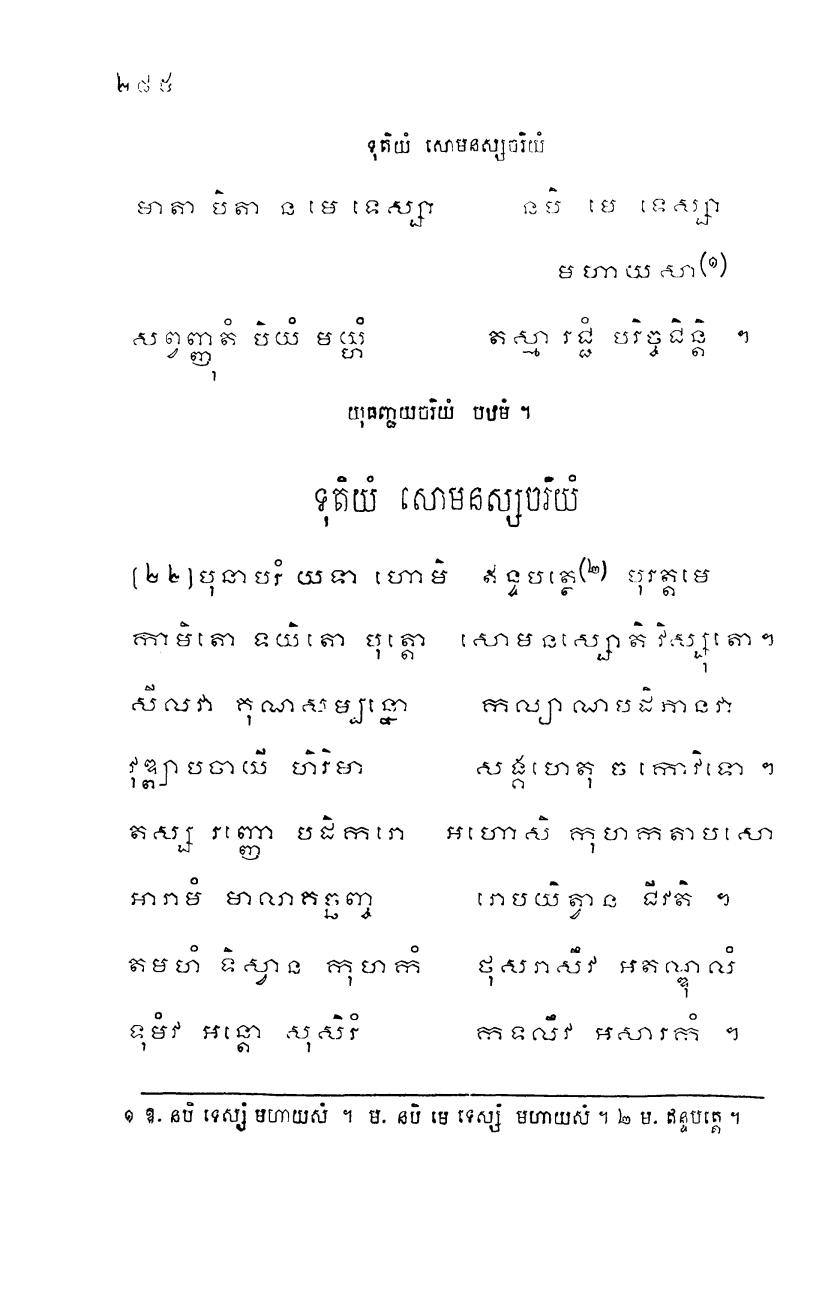 ២៨៥
ទុតិយំ សោមនស្សចរិយំ
មាតា បិតា ន មេ ទេស្សា នបិ មេ ទេស្សា
មហាយសា(១)
សព្វញ្ញុតំ បិយំ មយ្ហំ តស្មា រជ្ជំ បរិច្ចជិន្តិ ។
យុធញ្ជយចរិយំ បឋមំ ។
ទុតិយំ សោមនស្សចរិយំ
[២២] បុនាបរំ យទា ហោមិ ឥន្ទបត្ថេ(២) បុរត្តមេ
កាមិតោ ទយិតោ បុត្តោ សោមនស្សោតិ វិស្សុតោ ។
សីលវា គុណសម្បន្នោ កល្យាណបដិភានវា
វុឌ្ឍាបចាយី ហិរិមា សង្គហេតុ ច កោវិទោ ។
តស្ស រញ្ញោ បដិករោ អហោសិ កុហកតាបសោ
អារាមំ មាលាគច្ឆញ្ច រោបយិត្វាន ជីវតិ ។
តមហំ ទិស្វាន កុហកំ ថុសរាសឹវ អតណ្ឌុលំ
ទុមំវ អន្តោ សុសិរំ កទលឹវ អសារកំ ។
១ ឱ. នបិ ទេស្សំ មហាយសំ ។ ម. នបិ មេ ទេស្សំ មហាយសំ ។ ២ ម. ឥន្ទបត្តេ ។